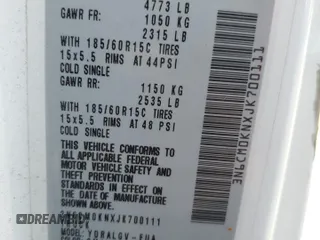 4773 LB
GAWR FR: 1050 KG
2315 LB
WITH 185/60R15C TIRES
15x5.5 RIMS AT 44PSI
COLD SINGLE
GAWR RR: 1150 KG
2535 LB
WITH 185/60R15C TIRES
15x5.5 RIMS AT 48 PSI
COLD SINGLE
THIS VEHICLE CONFORMS TO
ALL APPLICABLE FEDERAL
MOTOR VEHICLE SAFETY AND
THEFT PREVENTION STANDARDS
IN EFFECT ON THE DATE OF
MANUFACTURE SHOWN ABOVE.
0KNXJK700111
TRUCK
3N6CM0KNXJK700111